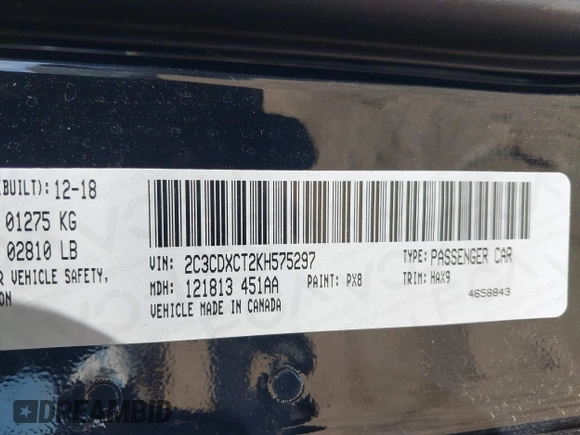 (BUILT): 12-18
01275 KG
02810 LB
R VEHICLE SAFETY,
ON
VIN: 2C3CDXCT2KH575297
MDH: 121813 451AA
PAINT: PX8
VEHICLE MADE IN CANADA
TYPE: PASSENGER CAR
TRIM: HAX9
4658843
DREAMBID